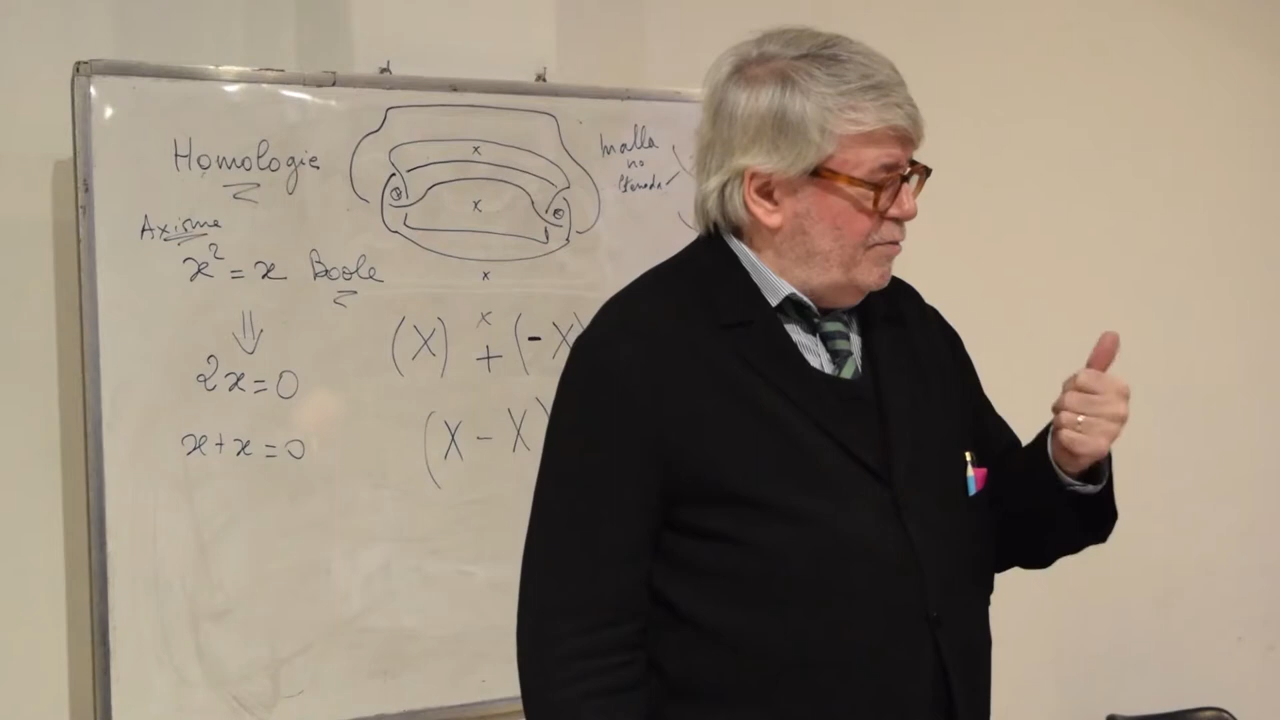 Homologie
Axiome
x² = x Boole
⇓
2x = 0
x + x = 0
x
x
x
x
(X) + (-X
(X - X)
malla
no